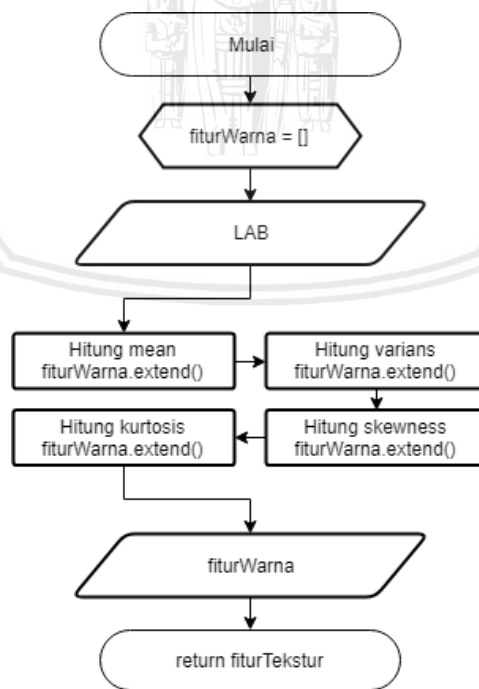 Mulai
fiturWarna = []
LAB
Hitung mean
fiturWarna.extend()
Hitung varians
fiturWarna.extend()
Hitung skewness
fiturWarna.extend()
Hitung kurtosis
fiturWarna.extend()
fiturWarna
return fiturTekstur